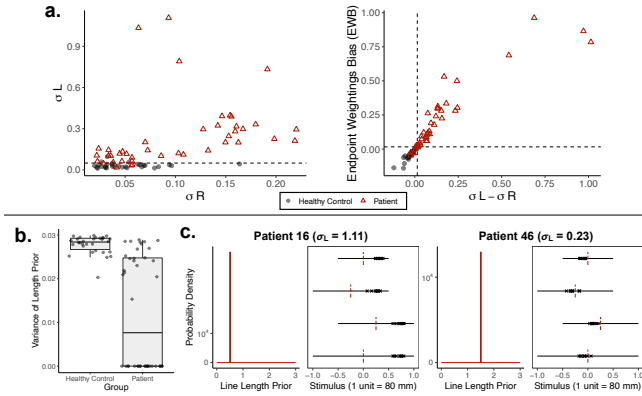 a.
0.9
0.6
0.3
0.0
σ L
0.05
0.10
0.15
0.20
σ R
Endpoint Weightings Bias (EWB)
1.00
0.75
0.50
0.25
0.00
0.00
0.25
0.50
0.75
1.00
σ L – σ R
Healthy Control
Patient
b.
Variance of Length Prior
0.03
0.02
0.01
0.00
Healthy Control
Patient
Group
c.
Patient 16 (σL = 1.11)
Patient 46 (σL = 0.23)
Probability Density
0
1
2
3
Line Length Prior
−1.0
−0.5
0.0
0.5
1.0
Stimulus (1 unit = 80 mm)
0
1
2
3
Line Length Prior
−1.0
−0.5
0.0
0.5
1.0
Stimulus (1 unit = 80 mm)